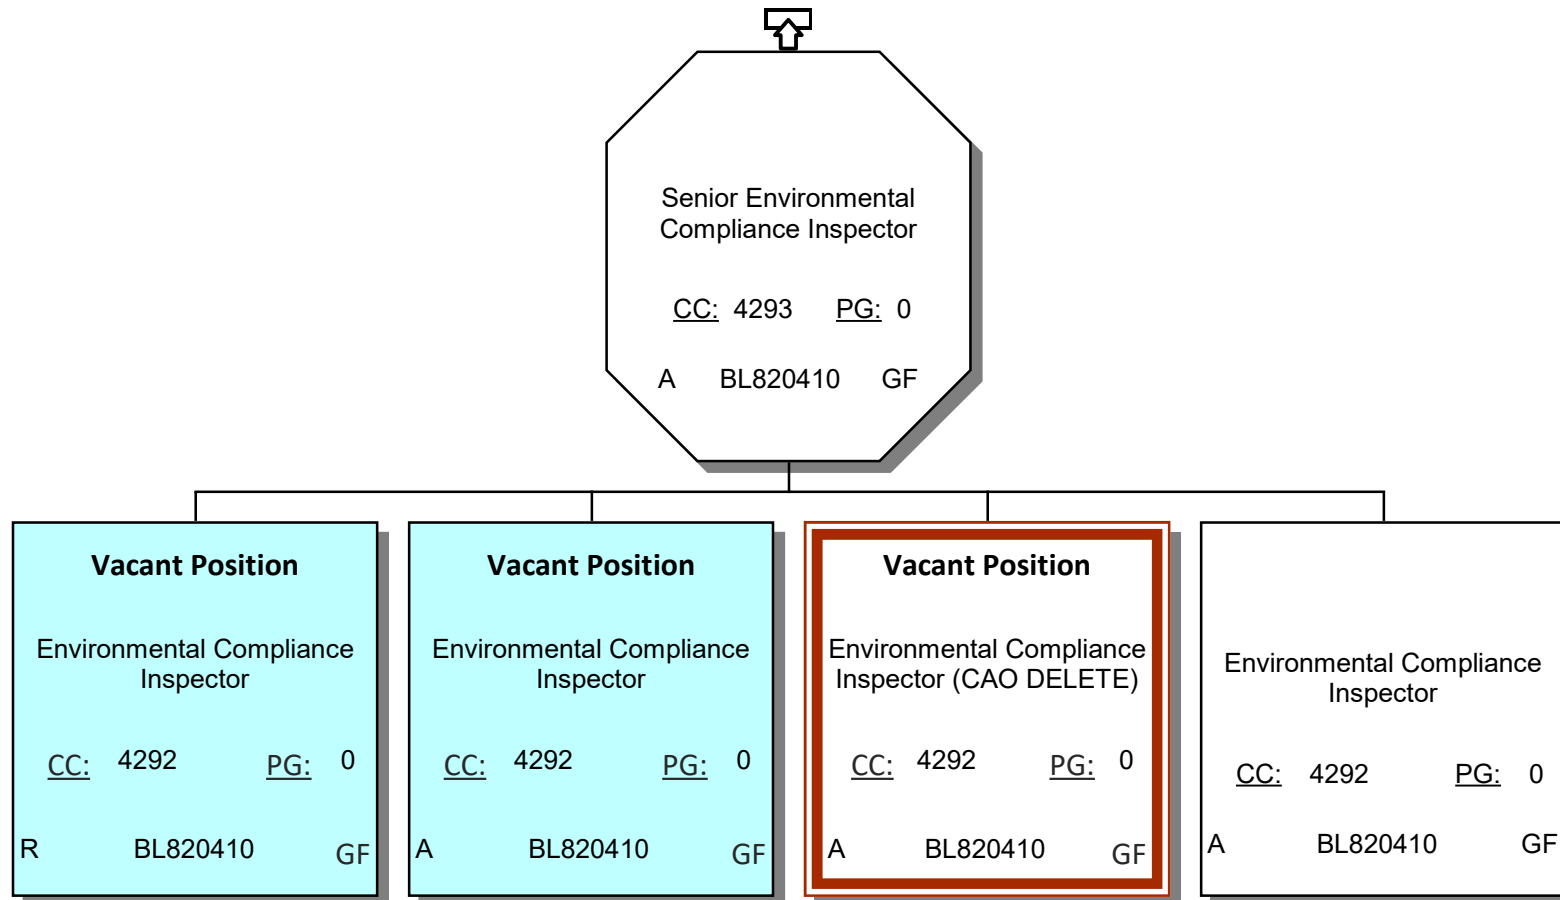 Senior Environmental
Compliance Inspector
CC: 4293 PG: 0
A BL820410 GF
Vacant Position
Environmental Compliance
Inspector
CC: 4292 PG: 0
R BL820410 GF
Vacant Position
Environmental Compliance
Inspector
CC: 4292 PG: 0
A BL820410 GF
Vacant Position
Environmental Compliance
Inspector (CAO DELETE)
CC: 4292 PG: 0
A BL820410 GF
Environmental Compliance
Inspector
CC: 4292 PG: 0
A BL820410 GF